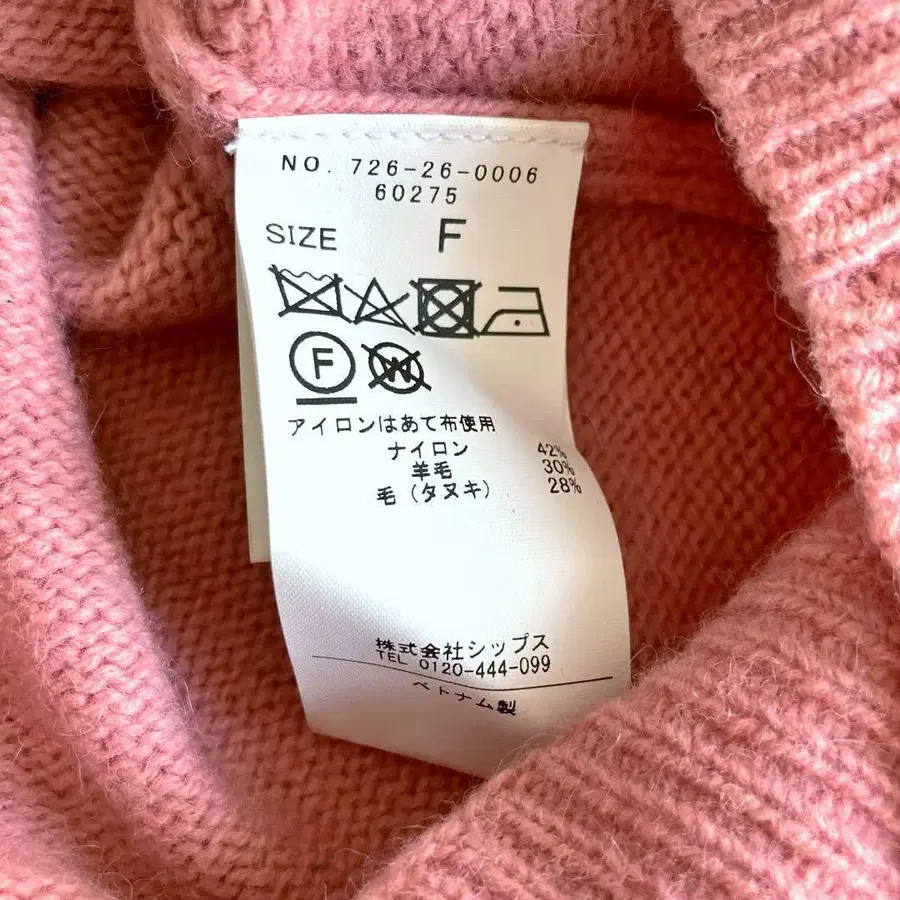 NO. 726-26-0006
60275
SIZE F
F W
アイロンはあて布使用
ナイロン 42%
羊毛 30%
毛（タヌキ） 28%
株式会社シップス
TEL 0120-444-099
ベトナム製